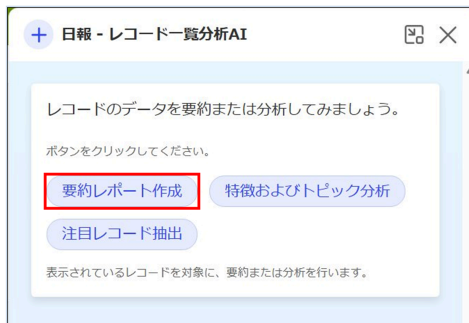 日報 - レコード一覧分析AI
レコードのデータを要約または分析してみましょう。
ボタンをクリックしてください。
要約レポート作成 特徴およびトピック分析
注目レコード抽出
表示されているレコードを対象に、要約または分析を行います。